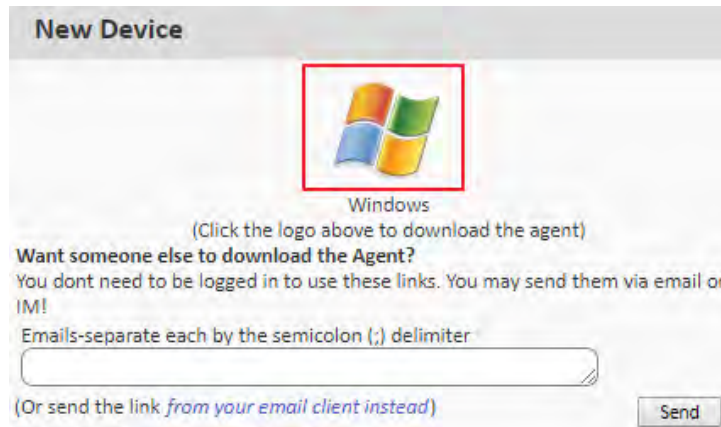 New Device
Windows
(Click the logo above to download the agent)
Want someone else to download the Agent?
You dont need to be logged in to use these links. You may send them via email or
IM!
Emails-separate each by the semicolon (;) delimiter
(Or send the link from your email client instead)
Send